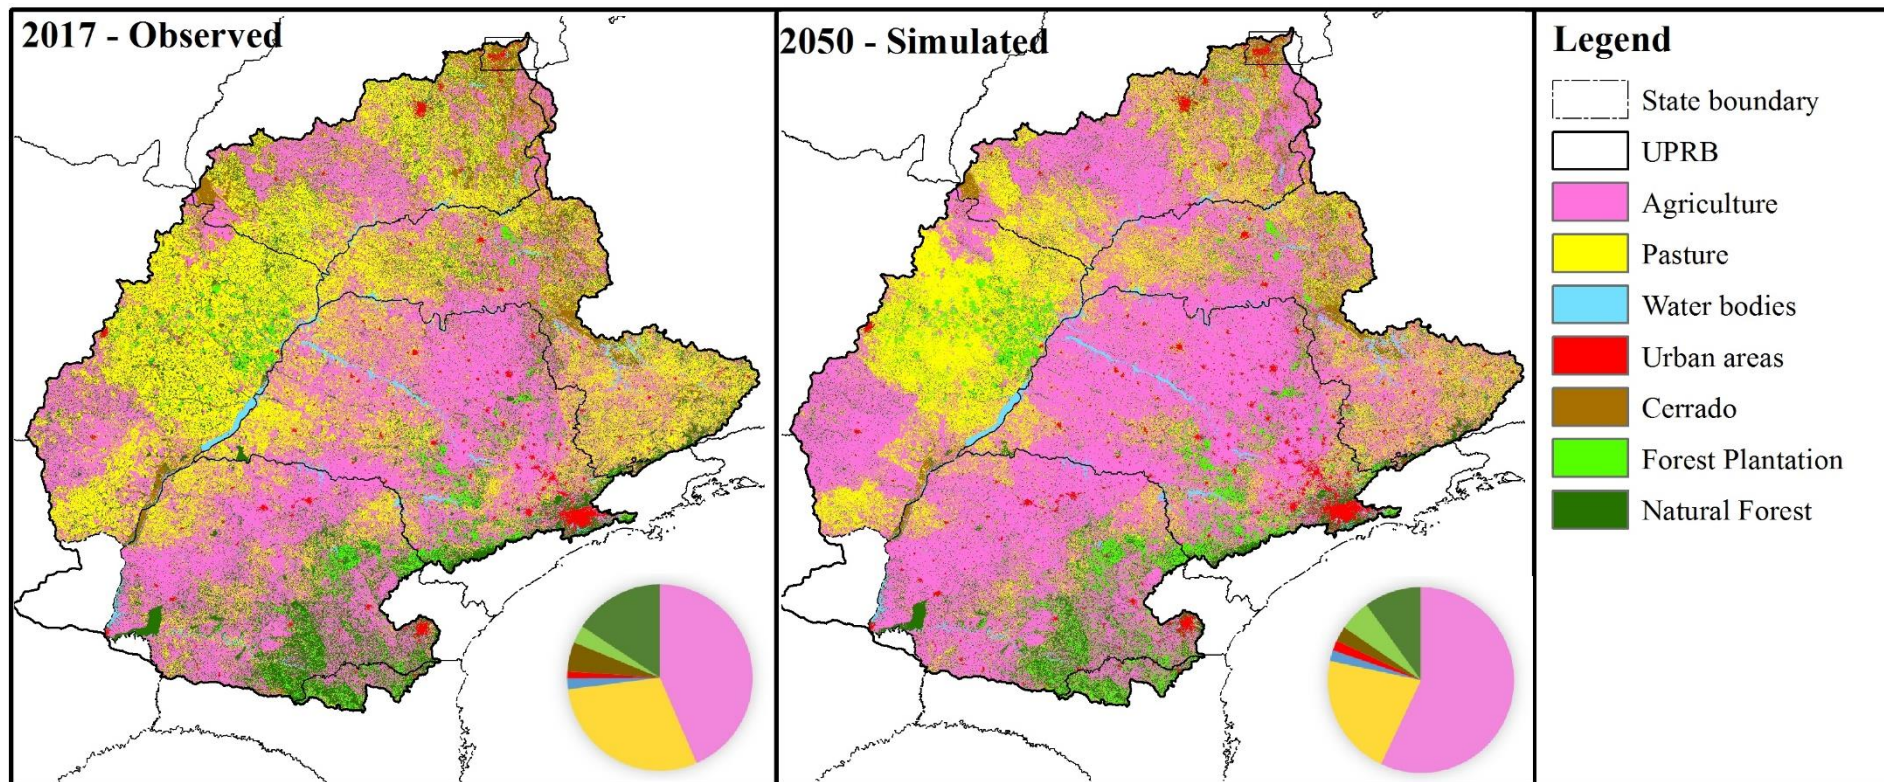 2017 - Observed
2050 - Simulated
Legend
State boundary
UPRB
Agriculture
Pasture
Water bodies
Urban areas
Cerrado
Forest Plantation
Natural Forest